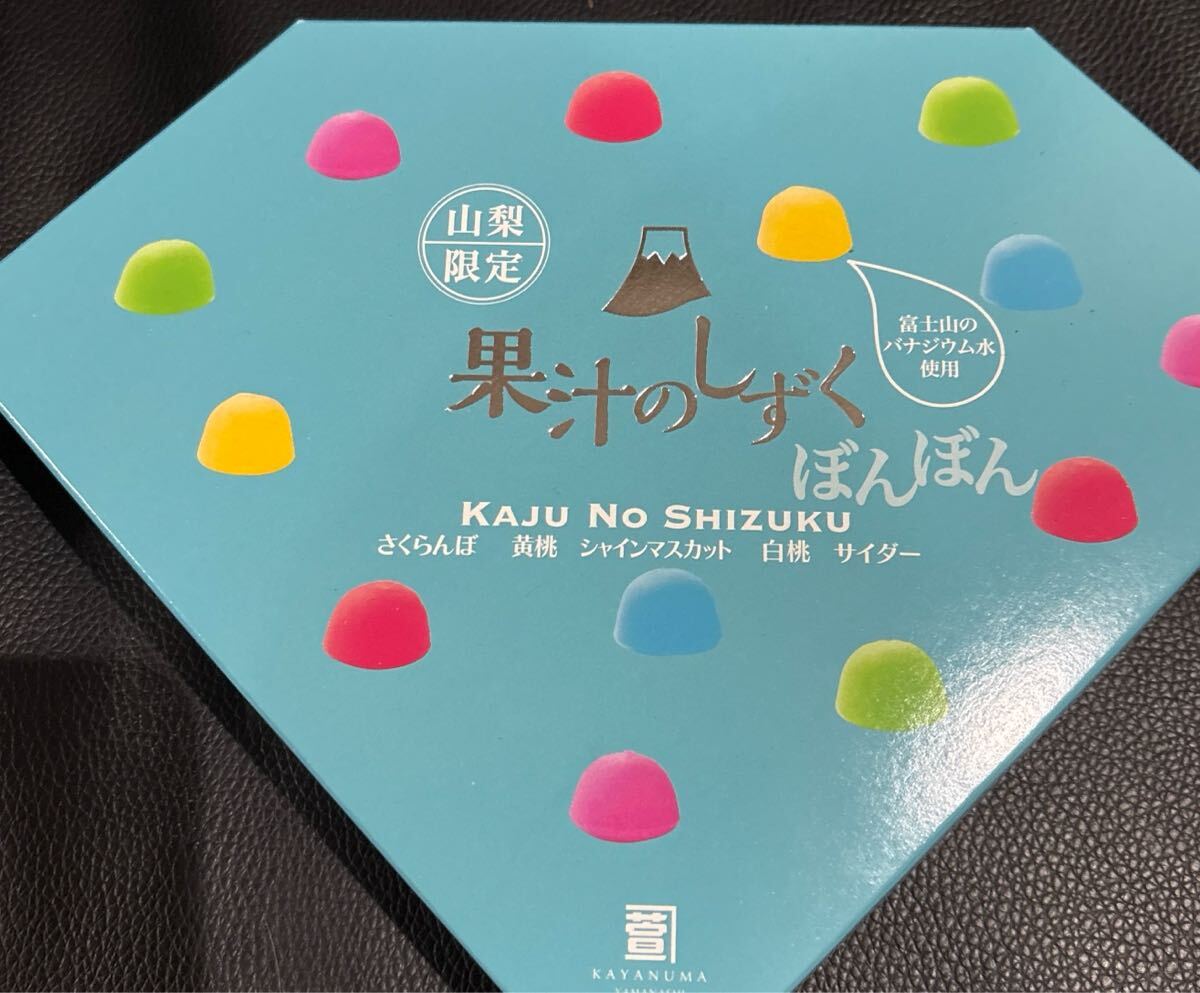 山梨
限定
富士山の
バナジウム水
使用
果汁のしずく
ぼんぼん
KAJU NO SHIZUKU
さくらんぼ 黄桃 シャインマスカット 白桃 サイダー
KAYANUMA
YAMANASHI